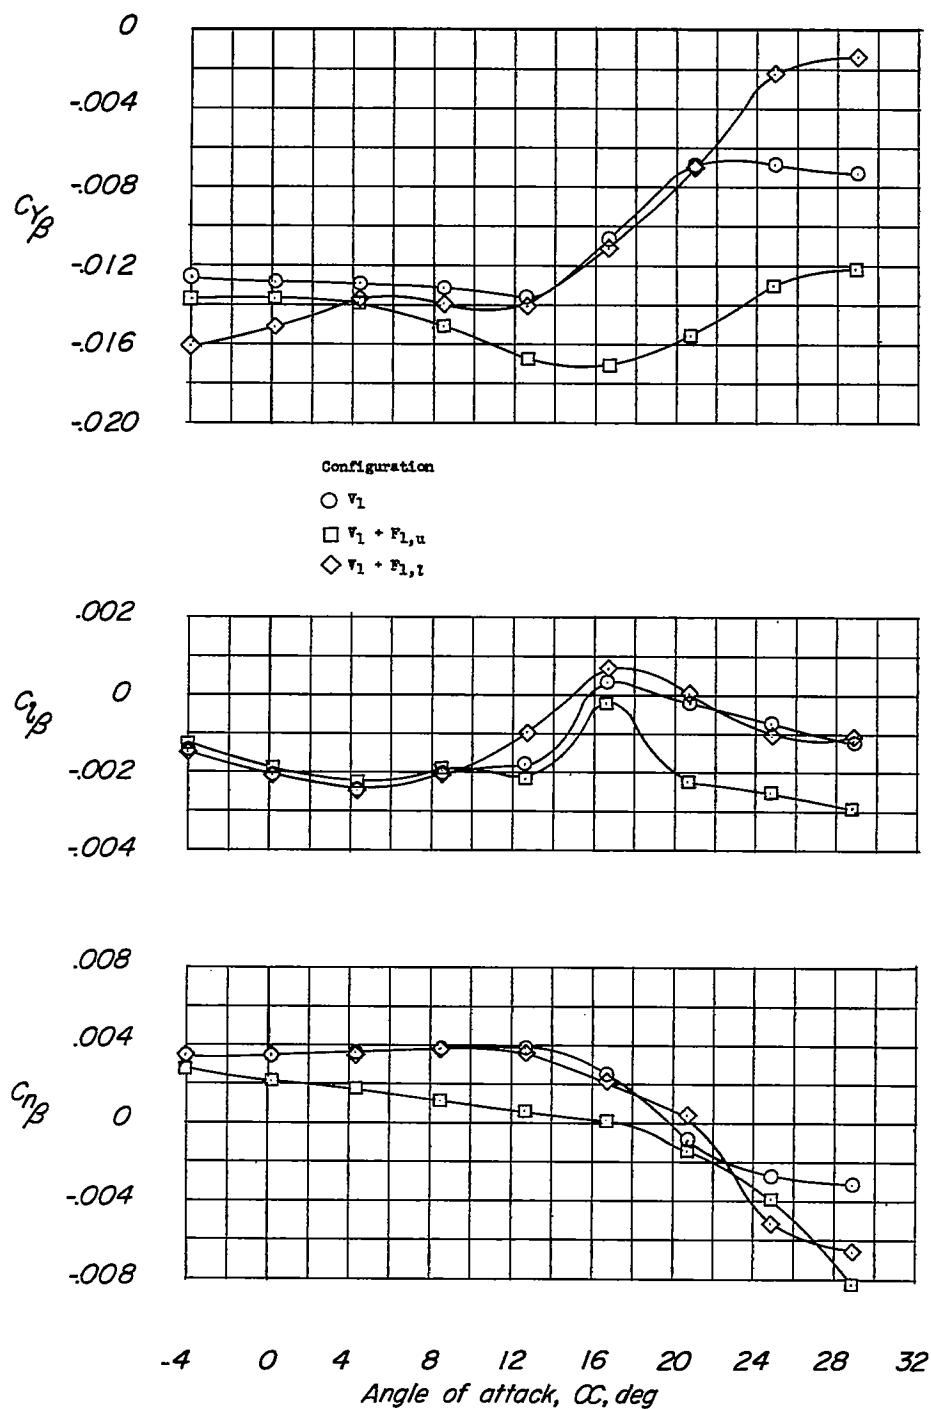 0
-.004
-.008
CYβ
-.012
-.016
-.020
Configuration
V1
V1 + F1,u
V1 + F1,l
.002
0
Clβ
-.002
-.004
.008
.004
Cnβ
0
-.004
-.008
-4 0 4 8 12 16 20 24 28 32
Angle of attack, α, deg